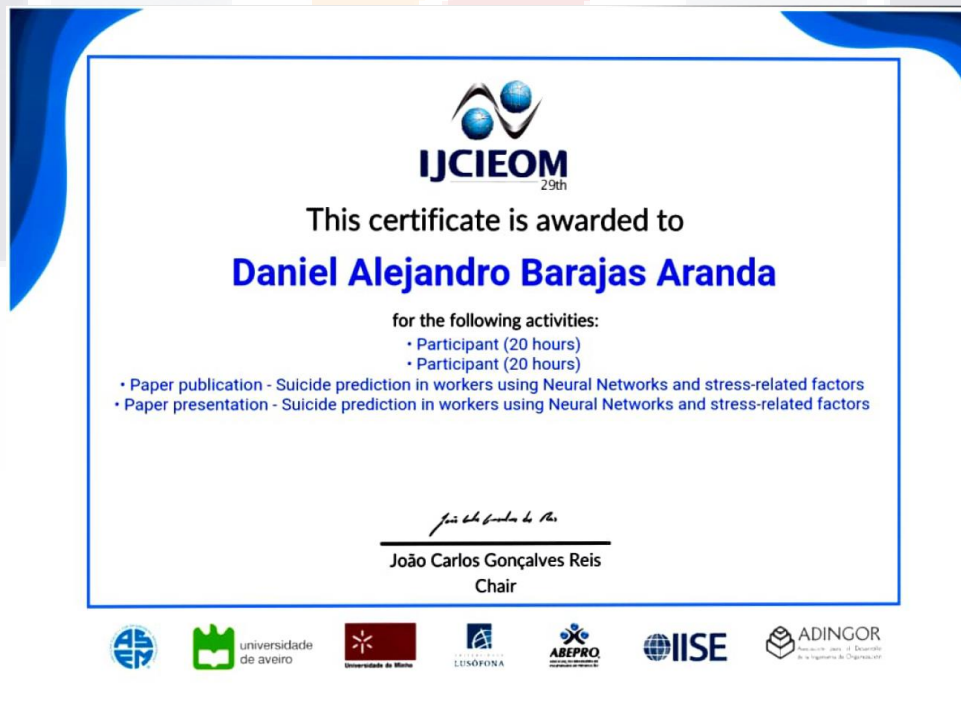 IJCIEOM
29th
This certificate is awarded to
Daniel Alejandro Barajas Aranda
for the following activities:
• Participant (20 hours)
• Participant (20 hours)
• Paper publication - Suicide prediction in workers using Neural Networks and stress-related factors
• Paper presentation - Suicide prediction in workers using Neural Networks and stress-related factors
João Carlos Gonçalves Reis
Chair
ASEM
universidade
de aveiro
Universidade do Minho
LUSÓFONA
ABEPRO
IISE
ADINGOR